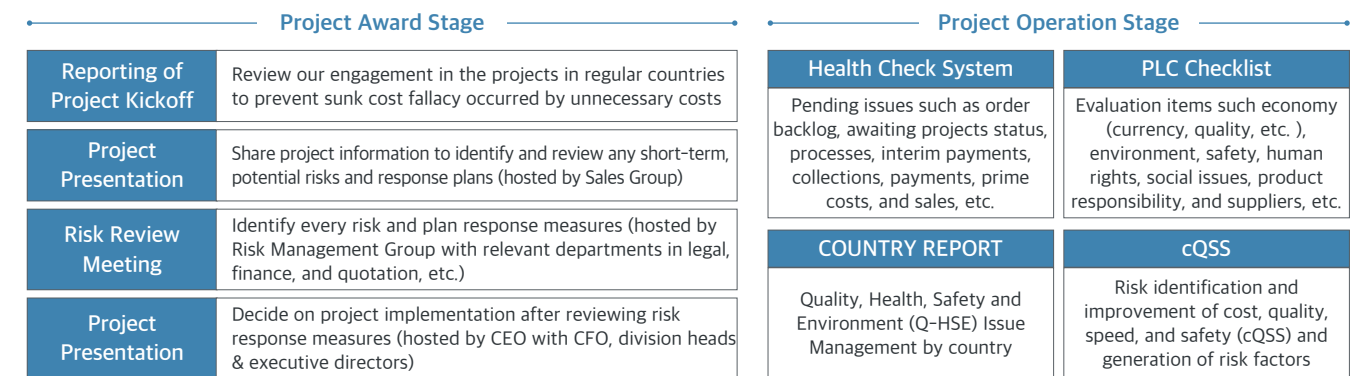 Project Award Stage
Reporting of
Project Kickoff
Review our engagement in the projects in regular countries
to prevent sunk cost fallacy occurred by unnecessary costs
Project
Presentation
Share project information to identify and review any short-term,
potential risks and response plans (hosted by Sales Group)
Risk Review
Meeting
Identify every risk and plan response measures (hosted by
Risk Management Group with relevant departments in legal,
finance, and quotation, etc.)
Project
Presentation
Decide on project implementation after reviewing risk
response measures (hosted by CEO with CFO, division heads
& executive directors)
Project Operation Stage
Health Check System
Pending issues such as order
backlog, awaiting projects status,
processes, interim payments,
collections, payments, prime
costs, and sales, etc.
PLC Checklist
Evaluation items such economy
(currency, quality, etc. ),
environment, safety, human
rights, social issues, product
responsibility, and suppliers, etc.
COUNTRY REPORT
Quality, Health, Safety and
Environment (Q-HSE) Issue
Management by country
cQSS
Risk identification and
improvement of cost, quality,
speed, and safety (cQSS) and
generation of risk factors